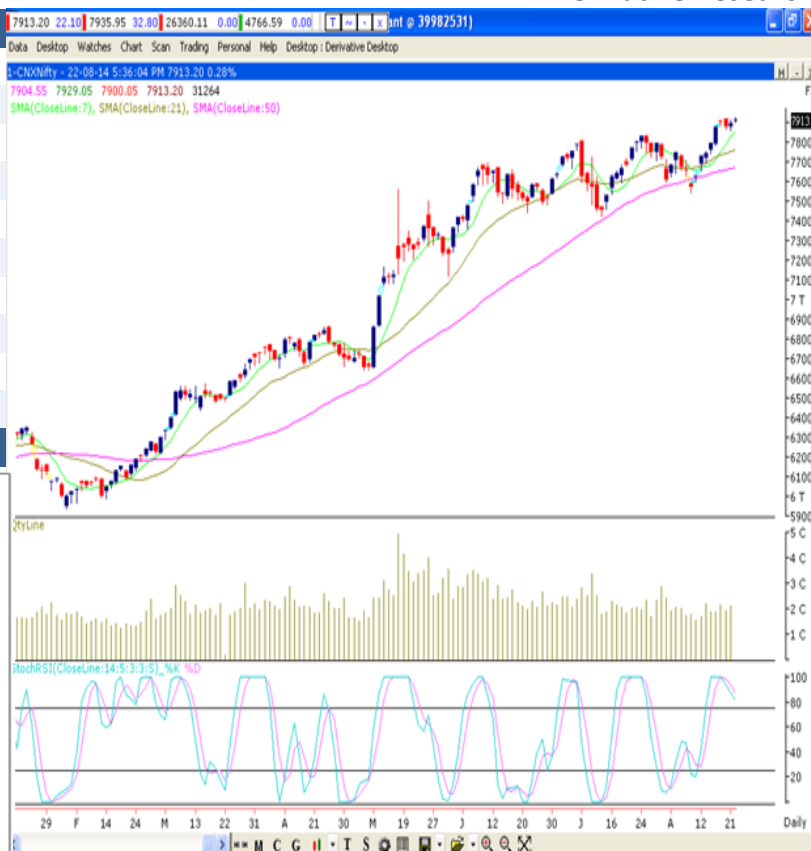 7913.20 22.10 7935.95 32.80 26360.11 0.00 4766.59 0.00 T ~ · x ant @ 39982531)
Data Desktop Watches Chart Scan Trading Personal Help Desktop : Derivative Desktop
1-CNXNifty - 22-08-14 5:36:04 PM 7913.20 0.28% H -
7904.55 7929.05 7900.05 7913.20 31264 F
SMA(CloseLine:7), SMA(CloseLine:21), SMA(CloseLine:50)
7913
7800
7700
7600
7500
7400
7300
7200
7100
7 T
6900
6800
6700
6600
6500
6400
6300
6200
6100
6 T
5900
QtyLine
5 C
4 C
3 C
2 C
1 C
StochRSI(CloseLine:14:5:3:3:S)_%K %D
100
80
60
40
20
29 F 14 24 M 13 22 31 A 21 30 M 19 27 J 12 20 30 J 14 24 A 12 21 Daily
M C G T S